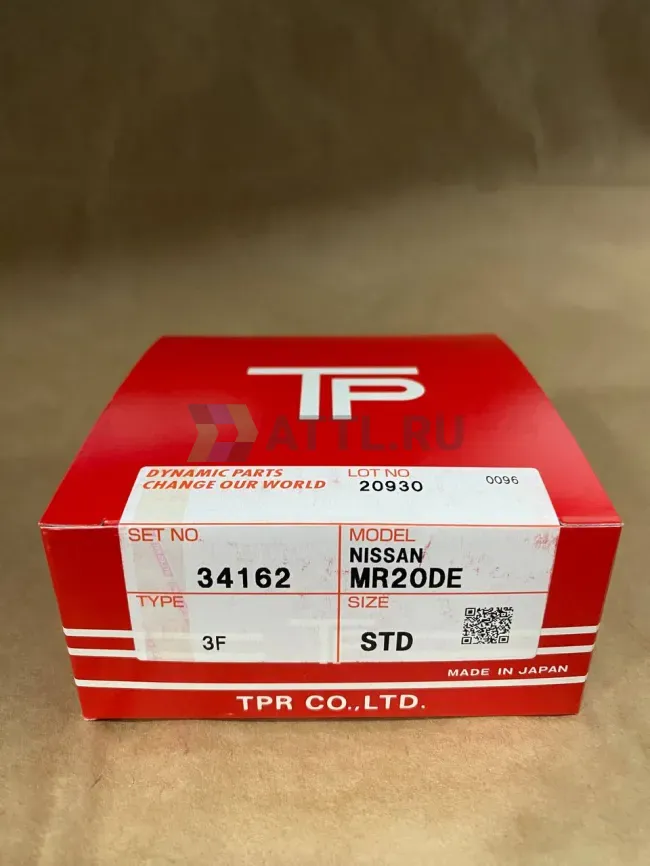 TP
ATTL.RU
DYNAMIC PARTS
CHANGE OUR WORLD
LOT NO
20930
0096
SET NO.
34162
MODEL
NISSAN
MR20DE
TYPE
3F
SIZE
STD
MADE IN JAPAN
TPR CO.,LTD.